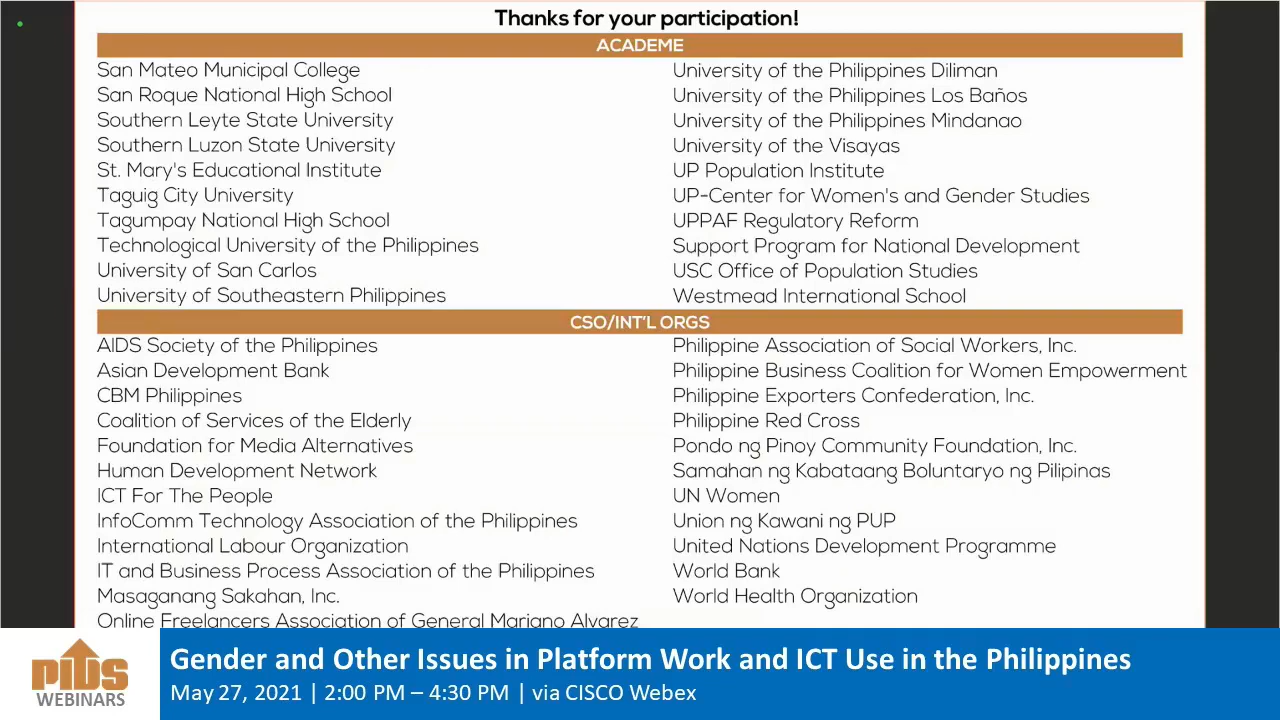 Thanks for your participation!
ACADEME
San Mateo Municipal College
San Roque National High School
Southern Leyte State University
Southern Luzon State University
St. Mary's Educational Institute
Taguig City University
Tagumpay National High School
Technological University of the Philippines
University of San Carlos
University of Southeastern Philippines
University of the Philippines Diliman
University of the Philippines Los Baños
University of the Philippines Mindanao
University of the Visayas
UP Population Institute
UP-Center for Women's and Gender Studies
UPPAF Regulatory Reform
Support Program for National Development
USC Office of Population Studies
Westmead International School
CSO/INT'L ORGS
AIDS Society of the Philippines
Asian Development Bank
CBM Philippines
Coalition of Services of the Elderly
Foundation for Media Alternatives
Human Development Network
ICT For The People
InfoComm Technology Association of the Philippines
International Labour Organization
IT and Business Process Association of the Philippines
Masaganang Sakahan, Inc.
Online Freelancers Association of General Mariano Alvarez
Philippine Association of Social Workers, Inc.
Philippine Business Coalition for Women Empowerment
Philippine Exporters Confederation, Inc.
Philippine Red Cross
Pondo ng Pinoy Community Foundation, Inc.
Samahan ng Kabataang Boluntaryo ng Pilipinas
UN Women
Union ng Kawani ng PUP
United Nations Development Programme
World Bank
World Health Organization
PIDS
WEBINARS
Gender and Other Issues in Platform Work and ICT Use in the Philippines
May 27, 2021 | 2:00 PM – 4:30 PM | via CISCO Webex